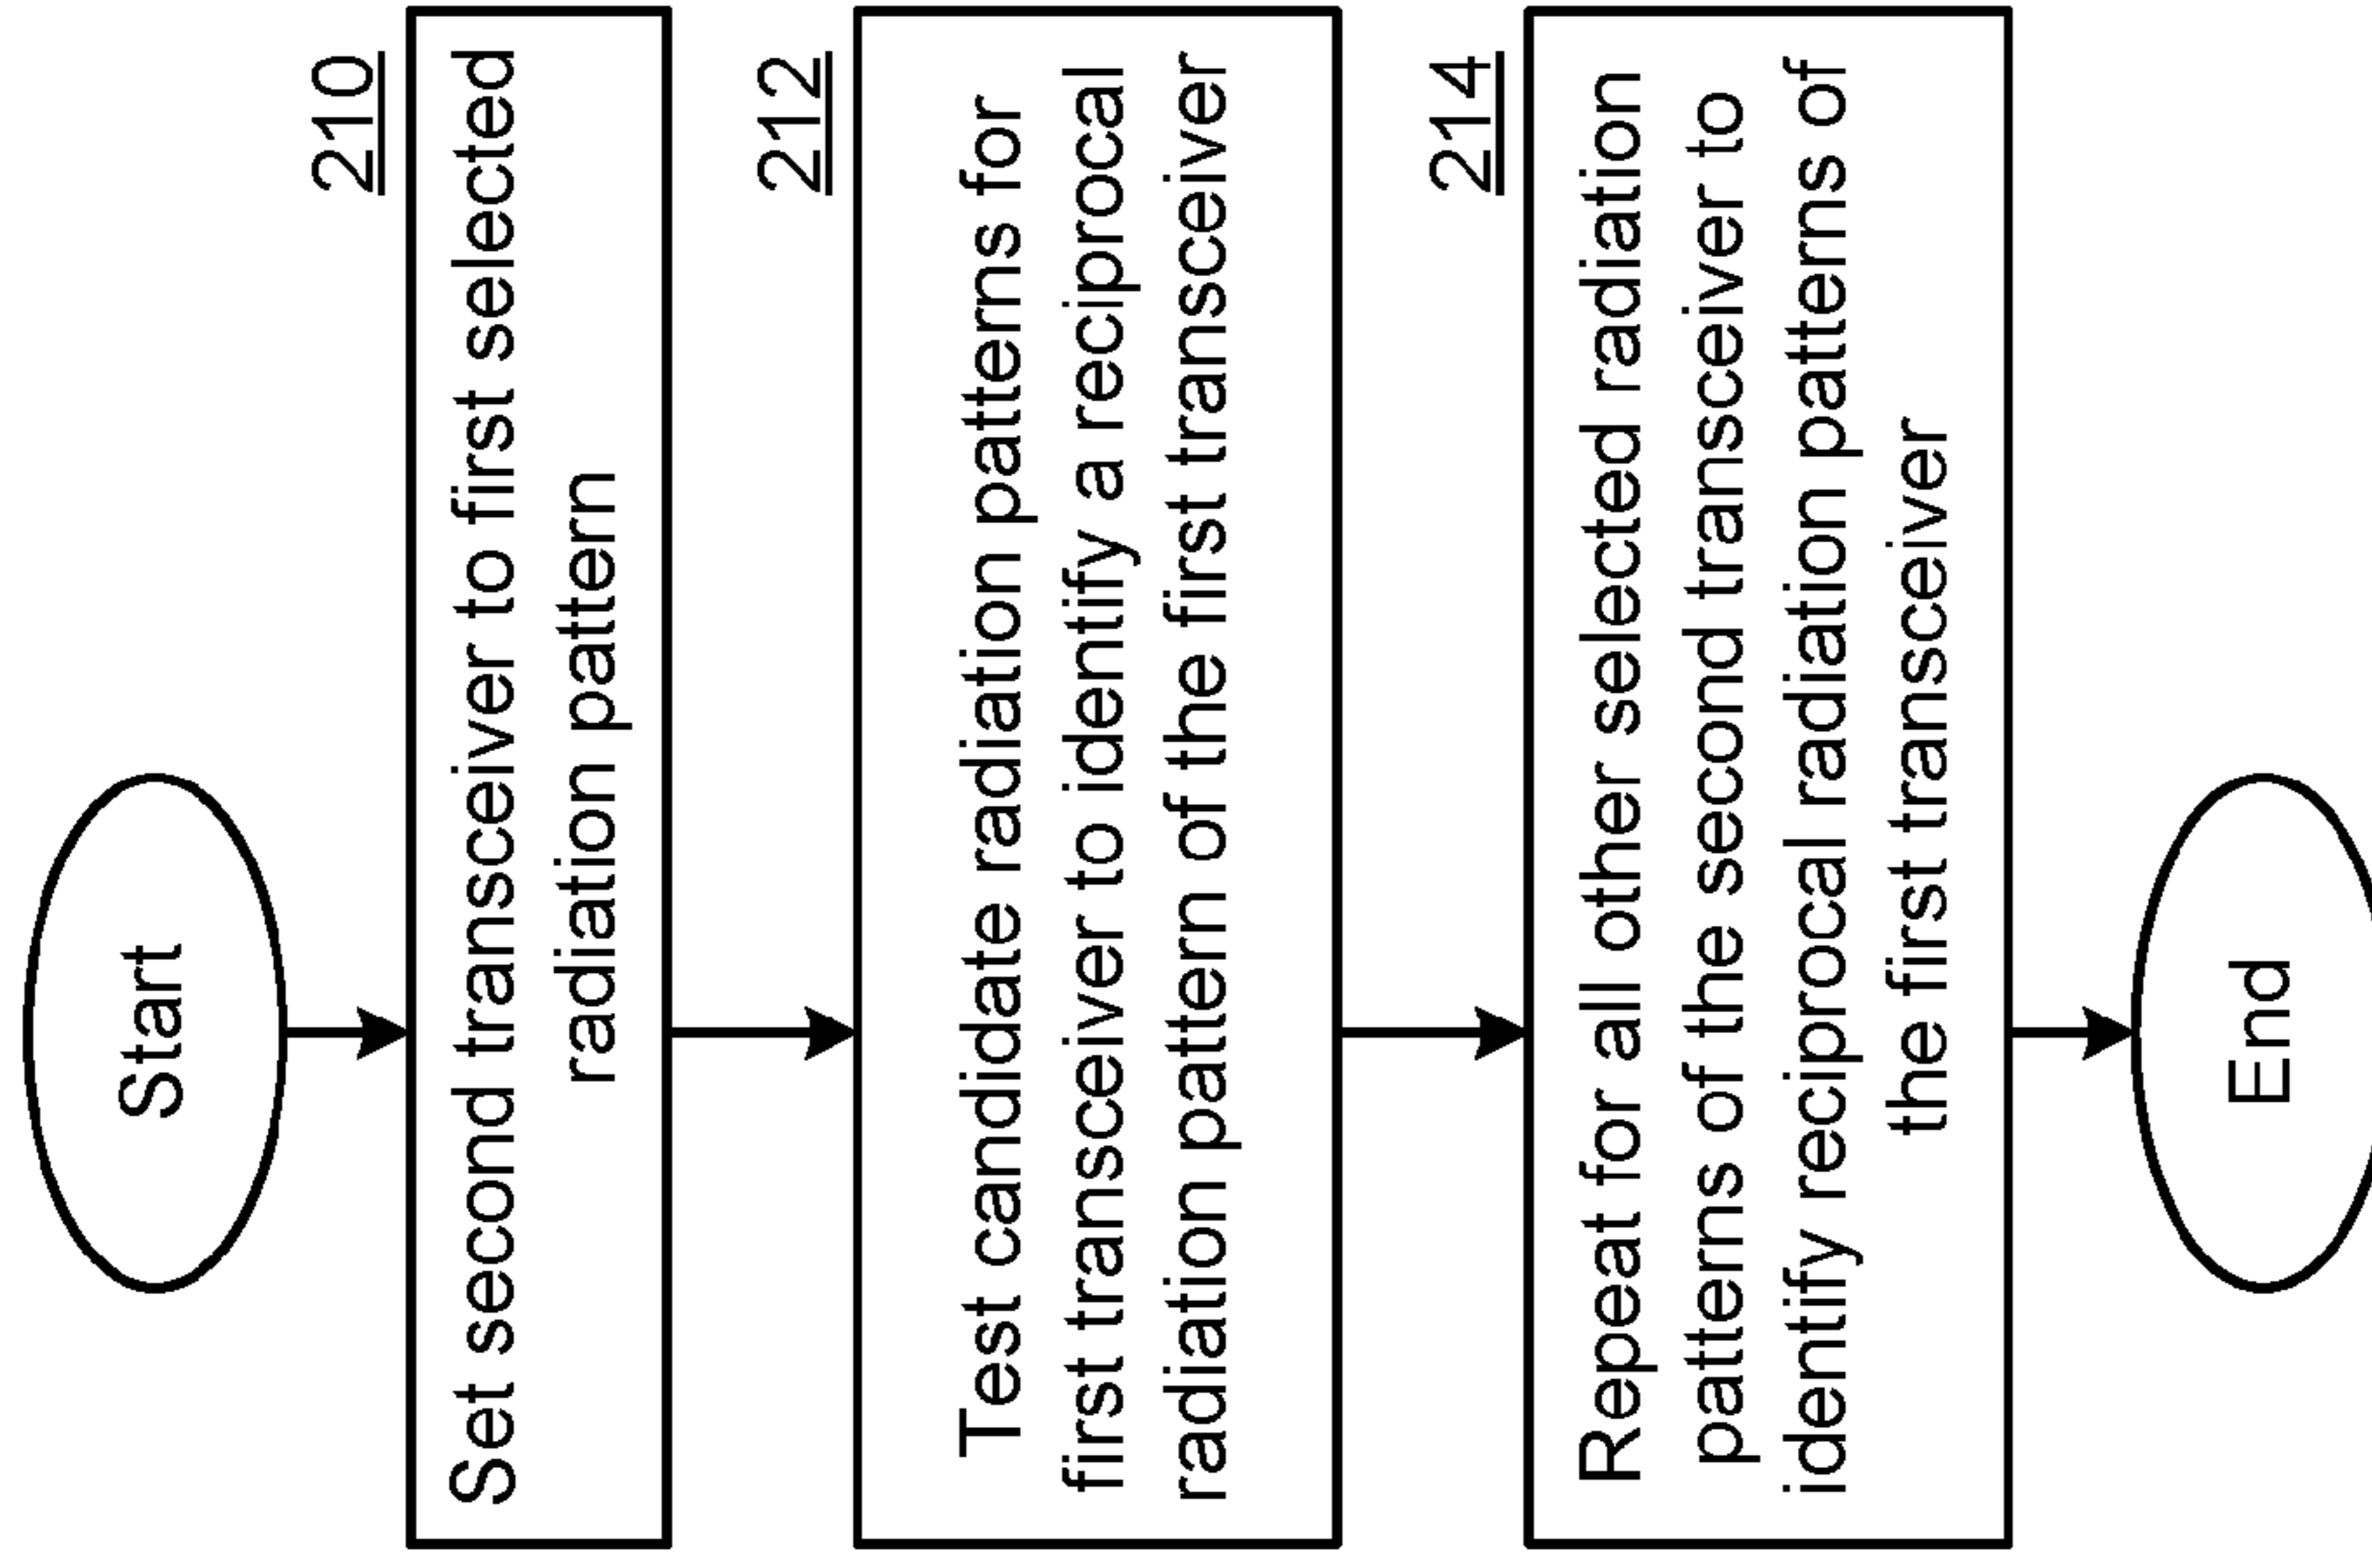 Start
210
Set second transceiver to first selected
radiation pattern
212
Test candidate radiation patterns for
first transceiver to identify a reciprocal
radiation pattern of the first transceiver
214
Repeat for all other selected radiation
patterns of the second transceiver to
identify reciprocal radiation patterns of
the first transceiver
End